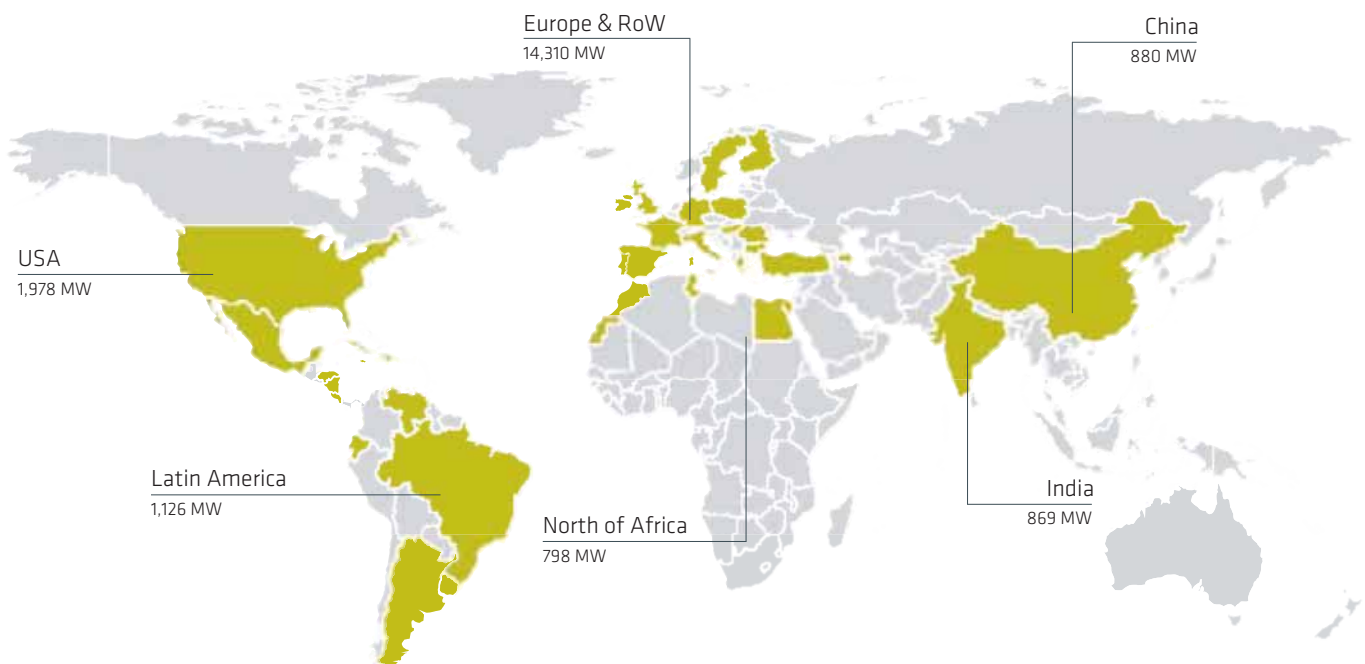 Europe & RoW
14,310 MW
China
880 MW
USA
1,978 MW
Latin America
1,126 MW
North of Africa
798 MW
India
869 MW